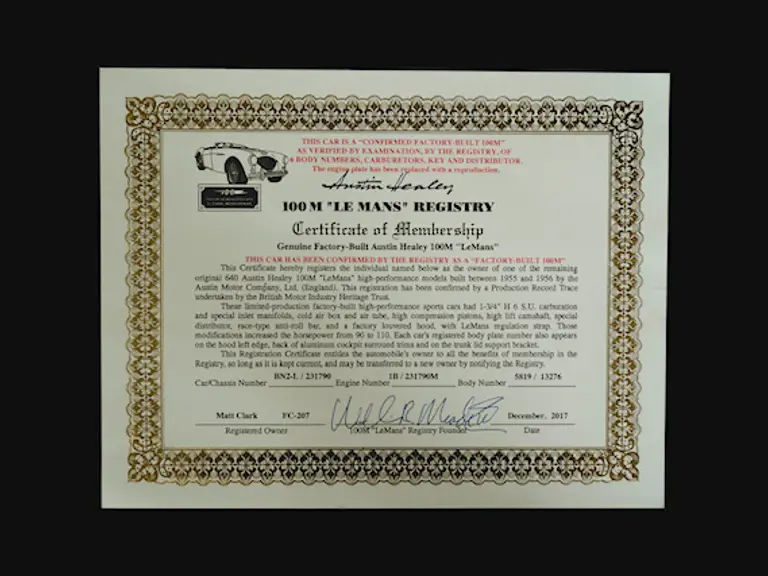 THIS CAR IS A "CONFIRMED FACTORY-BUILT 100M"
AS VERIFIED BY EXAMINATION, BY THE REGISTRY, OF
4 BODY NUMBERS, CARBURETORS, KEY AND DISTRIBUTOR.
The engine plate has been replaced with a reproduction.
Austin Healey
100
100 M "LE MANS" REGISTRY
Certificate of Membership
Genuine Factory-Built Austin Healey 100M "LeMans"
THIS CAR HAS BEEN CONFIRMED BY THE REGISTRY AS A "FACTORY-BUILT 100M"
This Certificate hereby registers the individual named below as the owner of one of the remaining
original 640 Austin Healey 100M "LeMans" high-performance models built between 1955 and 1956 by the
Austin Motor Company, Ltd. (England). This registration has been confirmed by a Production Record Trace
undertaken by the British Motor Industry Heritage Trust.
These limited-production factory-built high-performance sports cars had 1-3/4" H 6 S.U. carburation
and special inlet manifolds, cold air box and air tube, high compression pistons, high lift camshaft, special
distributor, race-type anti-roll bar, and a factory louvered hood, with LeMans regulation strap. Those
modifications increased the horsepower from 90 to 110. Each car's registered body plate number also appears
on the hood left edge, back of aluminum cockpit surround trims and on the trunk lid support bracket.
This Registration Certificate entitles the automobile's owner to all the benefits of membership in the
Registry, so long as it is kept current, and may be transferred to a new owner by notifying the Registry.
Car/Chassis Number BN2-L / 231790 Engine Number 1B / 231790M Body Number 5819 / 13276
Matt Clark FC-207 December, 2017
Registered Owner 100M "LeMans" Registry Founder Date